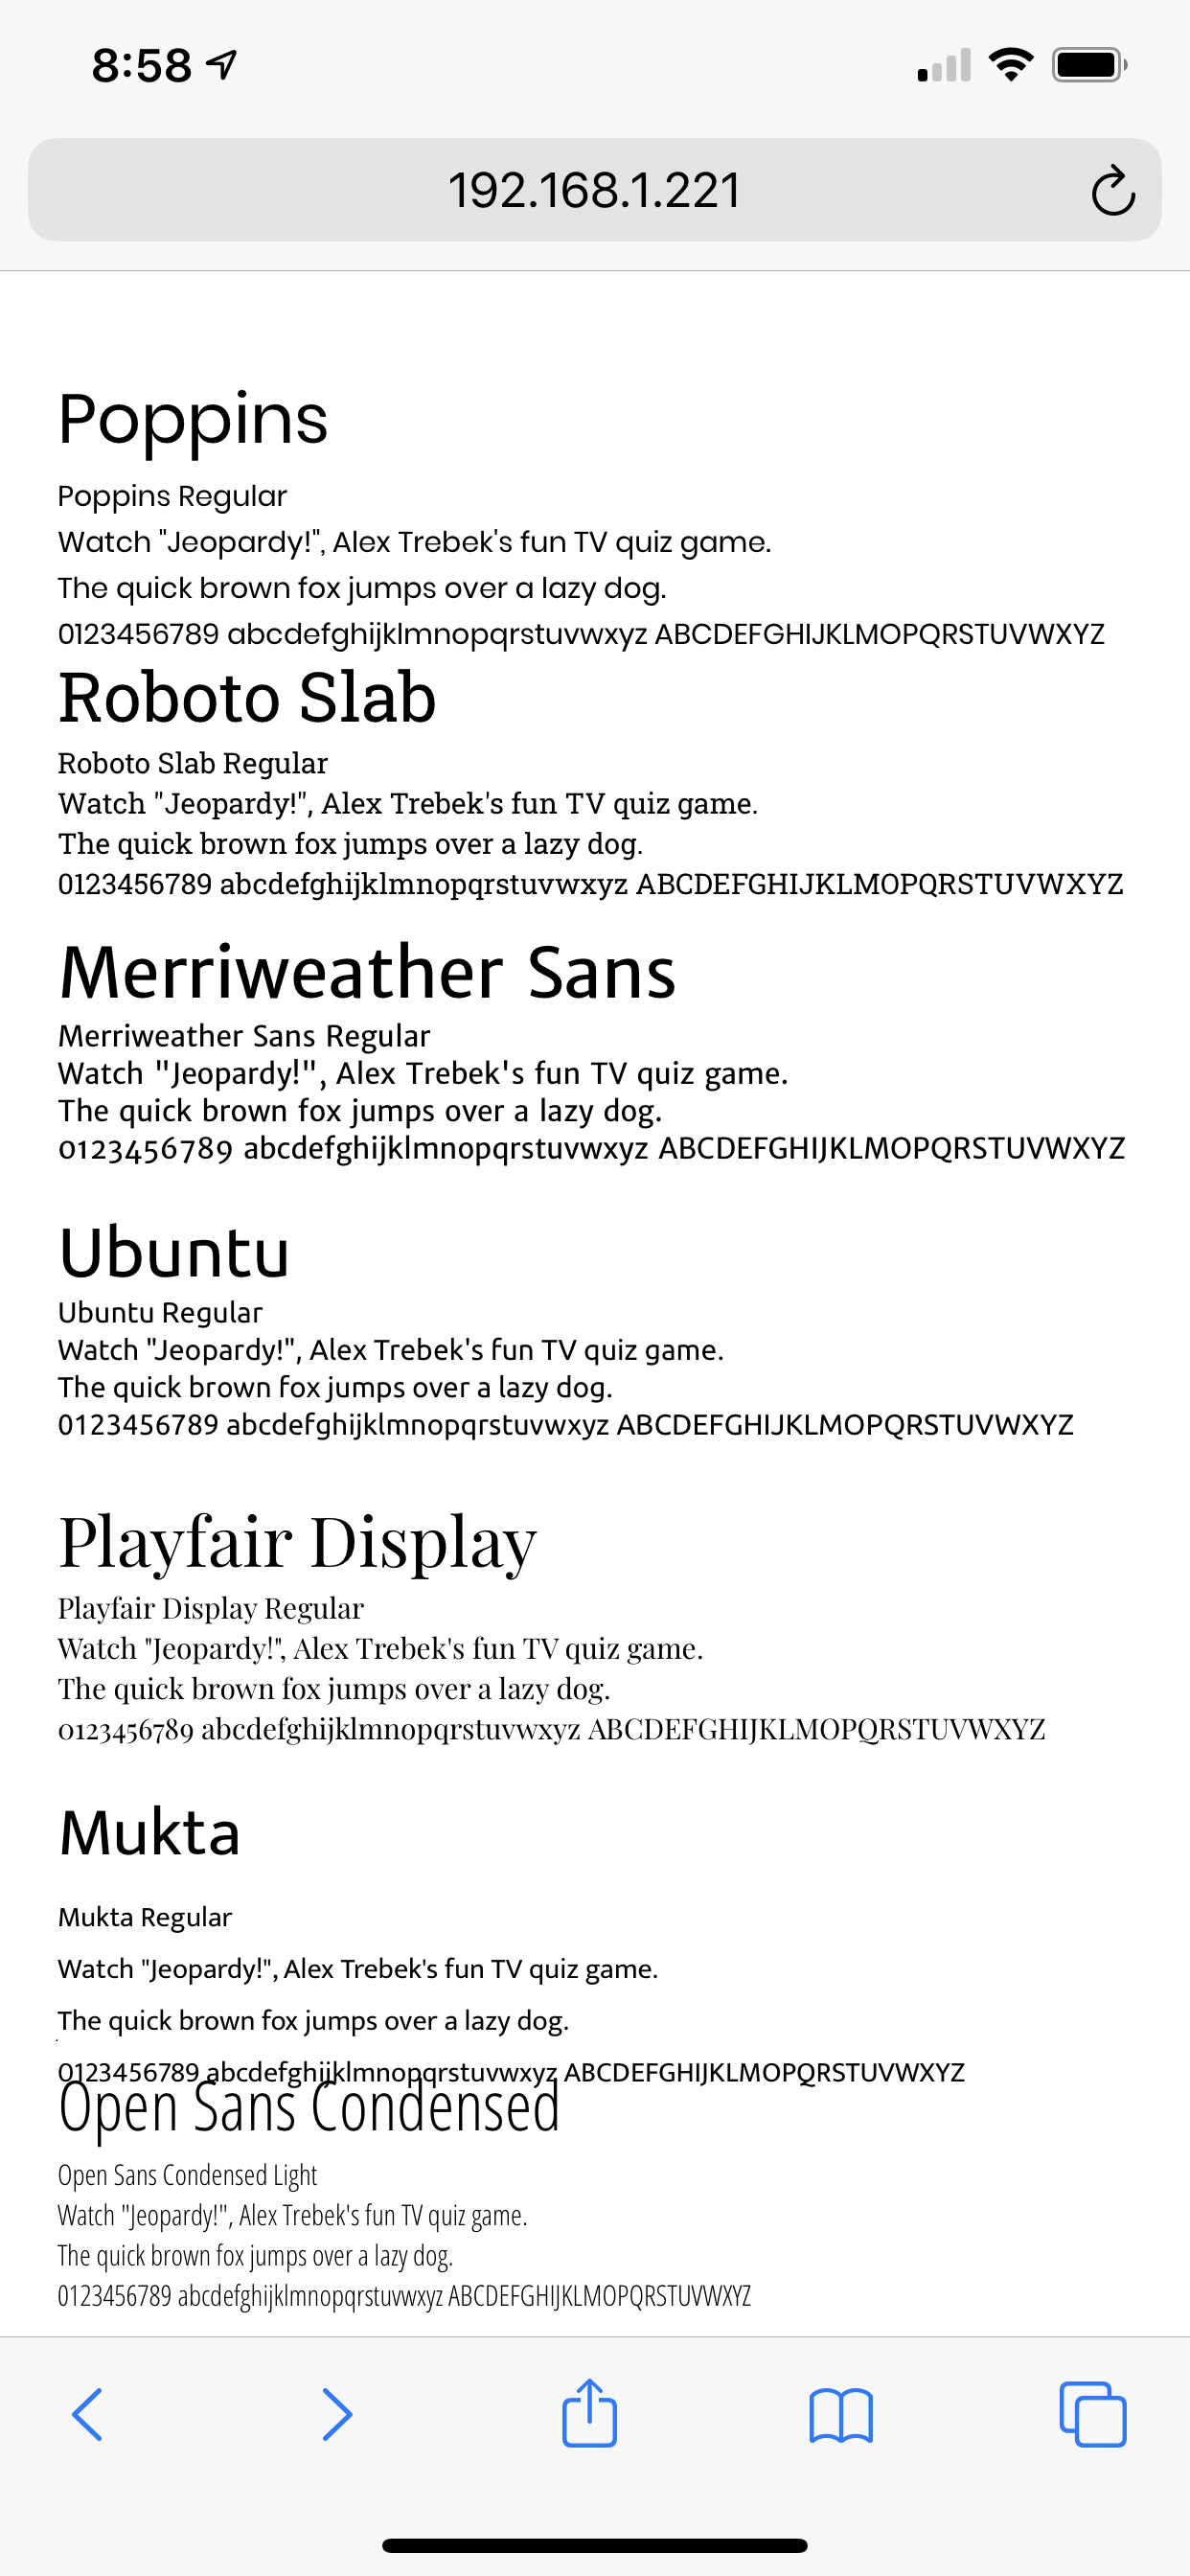 8:58
192.168.1.221
Poppins
Poppins Regular
Watch "Jeopardy!", Alex Trebek's fun TV quiz game.
The quick brown fox jumps over a lazy dog.
0123456789 abcdefghijklmnopqrstuvwxyz ABCDEFGHIJKLMOPQRSTUVWXYZ
Roboto Slab
Roboto Slab Regular
Watch "Jeopardy!", Alex Trebek's fun TV quiz game.
The quick brown fox jumps over a lazy dog.
0123456789 abcdefghijklmnopqrstuvwxyz ABCDEFGHIJKLMOPQRSTUVWXYZ
Merriweather Sans
Merriweather Sans Regular
Watch "Jeopardy!", Alex Trebek's fun TV quiz game.
The quick brown fox jumps over a lazy dog.
0123456789 abcdefghijklmnopqrstuvwxyz ABCDEFGHIJKLMOPQRSTUVWXYZ
Ubuntu
Ubuntu Regular
Watch "Jeopardy!", Alex Trebek's fun TV quiz game.
The quick brown fox jumps over a lazy dog.
0123456789 abcdefghijklmnopqrstuvwxyz ABCDEFGHIJKLMOPQRSTUVWXYZ
Playfair Display
Playfair Display Regular
Watch "Jeopardy!", Alex Trebek's fun TV quiz game.
The quick brown fox jumps over a lazy dog.
0123456789 abcdefghijklmnopqrstuvwxyz ABCDEFGHIJKLMOPQRSTUVWXYZ
Mukta
Mukta Regular
Watch "Jeopardy!", Alex Trebek's fun TV quiz game.
The quick brown fox jumps over a lazy dog.
0123456789 abcdefghijklmnopqrstuvwxyz ABCDEFGHIJKLMOPQRSTUVWXYZ
Open Sans Condensed
Open Sans Condensed Light
Watch "Jeopardy!", Alex Trebek's fun TV quiz game.
The quick brown fox jumps over a lazy dog.
0123456789 abcdefghijklmnopqrstuvwxyz ABCDEFGHIJKLMOPQRSTUVWXYZ